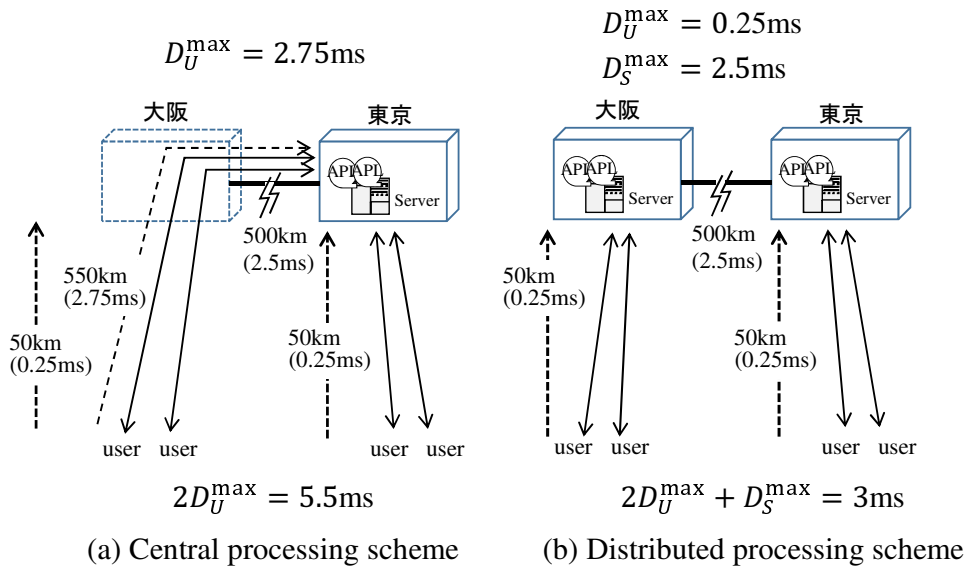 D_U^max = 2.75ms
大阪
東京
APL
APL
Server
500km
(2.5ms)
550km
(2.75ms)
50km
(0.25ms)
50km
(0.25ms)
user
user
user
user
2D_U^max = 5.5ms
(a) Central processing scheme
D_U^max = 0.25ms
D_S^max = 2.5ms
大阪
東京
APL
APL
Server
APL
APL
Server
500km
(2.5ms)
50km
(0.25ms)
50km
(0.25ms)
user
user
user
user
2D_U^max + D_S^max = 3ms
(b) Distributed processing scheme